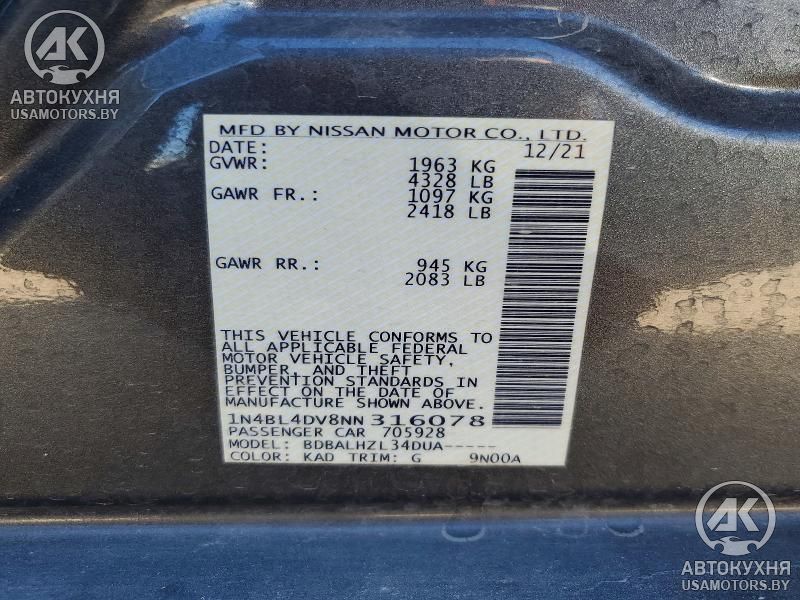 AK
АВТОКУХНЯ
USAMOTORS.BY
MFD BY NISSAN MOTOR CO., LTD.
DATE: 12/21
GVWR: 1963 KG
4328 LB
GAWR FR.: 1097 KG
2418 LB
GAWR RR.: 945 KG
2083 LB
THIS VEHICLE CONFORMS TO
ALL APPLICABLE FEDERAL
MOTOR VEHICLE SAFETY,
BUMPER, AND THEFT
PREVENTION STANDARDS IN
EFFECT ON THE DATE OF
MANUFACTURE SHOWN ABOVE.
1N4BL4DV8NN316078
PASSENGER CAR 705928
MODEL: BDBALHZL34DUA-----
COLOR: KAD TRIM: G 9N00A
AK
АВТОКУХНЯ
USAMOTORS.BY